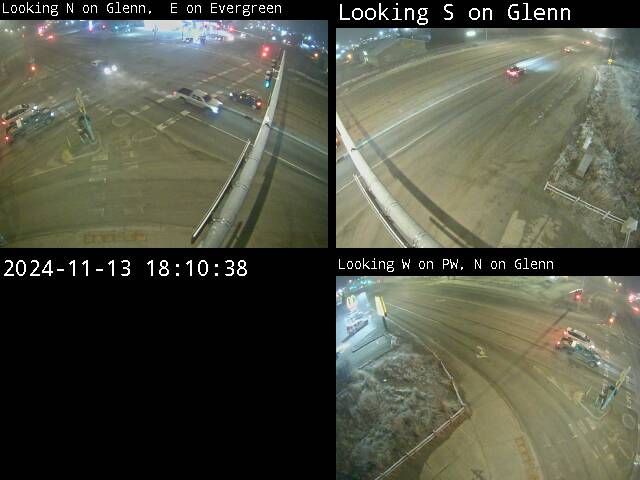 Looking N on Glenn,  E on Evergreen
Looking S on Glenn
2024-11-13 18:10:38
Looking W on PW, N on Glenn